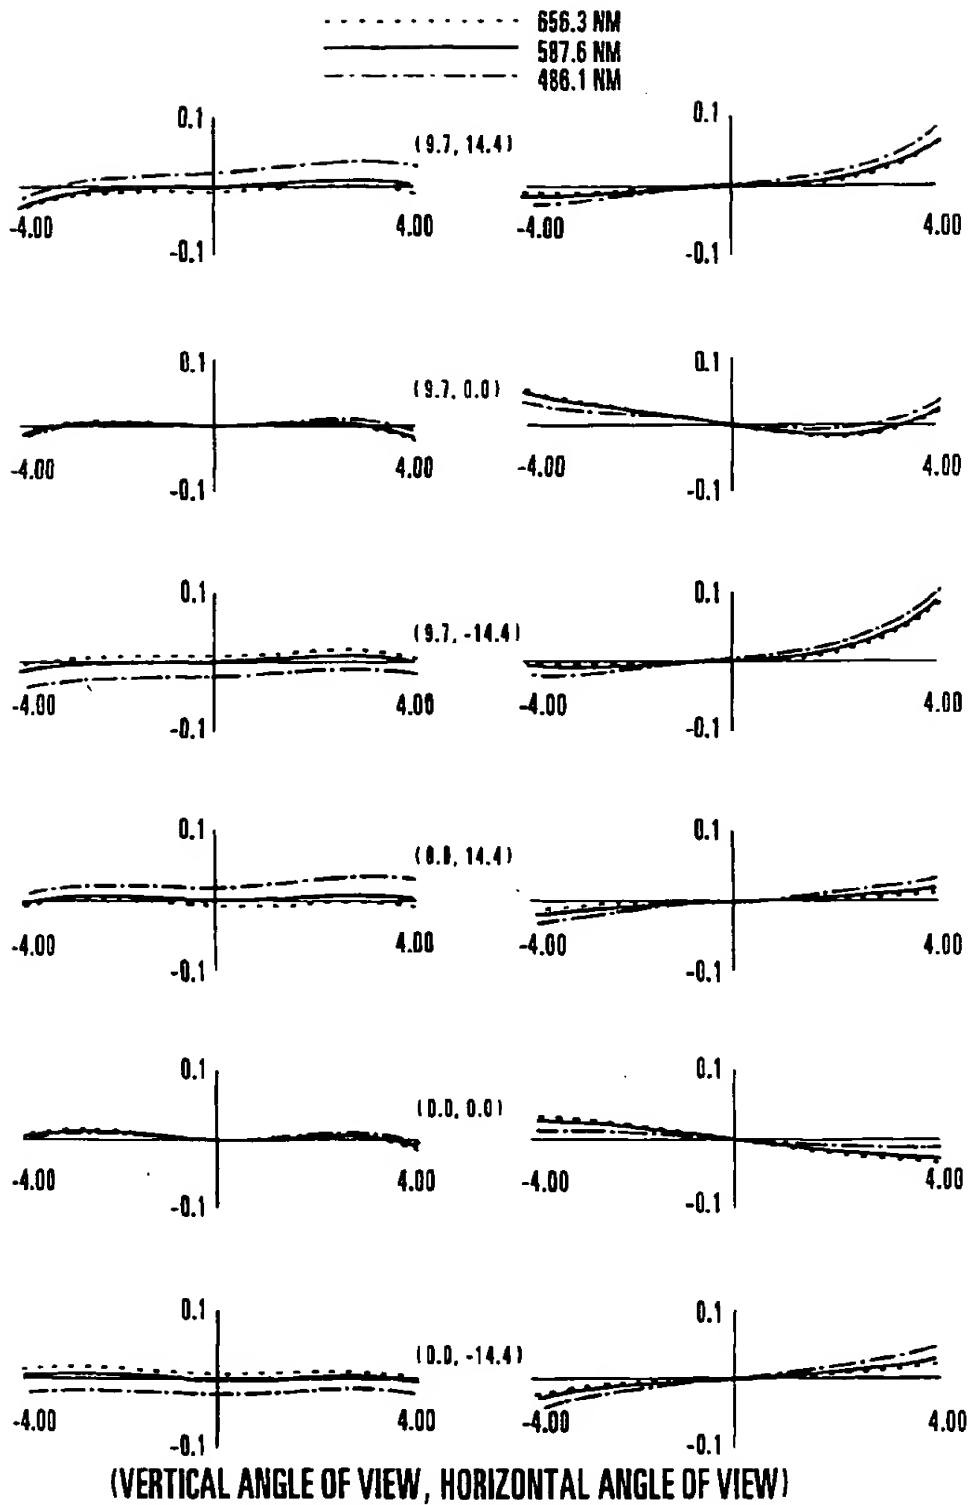 656.3 NM
587.6 NM
486.1 NM
0.1 (9.7, 14.4) 0.1
-4.00 4.00 -4.00 4.00
-0.1 -0.1
0.1 (9.7, 0.0) 0.1
-4.00 4.00 -4.00 4.00
-0.1 -0.1
0.1 (9.7, -14.4) 0.1
-4.00 4.00 -4.00 4.00
-0.1 -0.1
0.1 (0.0, 14.4) 0.1
-4.00 4.00 -4.00 4.00
-0.1 -0.1
0.1 (0.0, 0.0) 0.1
-4.00 4.00 -4.00 4.00
-0.1 -0.1
0.1 (0.0, -14.4) 0.1
-4.00 4.00 -4.00 4.00
-0.1 -0.1
(VERTICAL ANGLE OF VIEW, HORIZONTAL ANGLE OF VIEW)